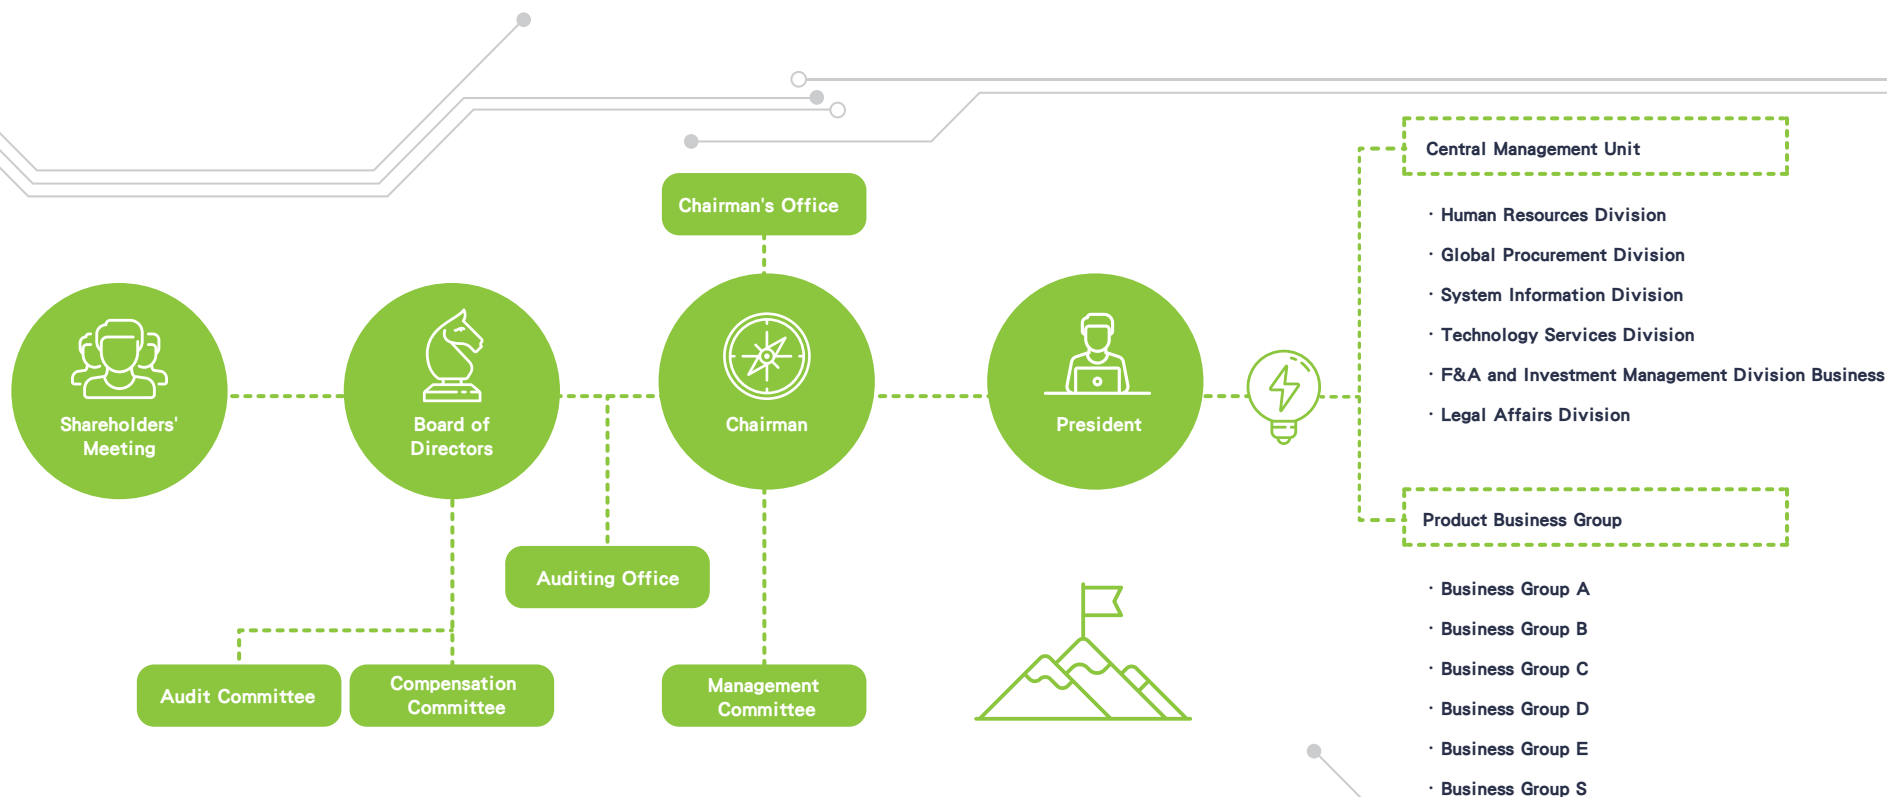 Chairman's Office
Shareholders'
Meeting
Board of
Directors
Chairman
President
Auditing Office
Audit Committee
Compensation
Committee
Management
Committee
Central Management Unit
· Human Resources Division
· Global Procurement Division
· System Information Division
· Technology Services Division
· F&A and Investment Management Division Business
· Legal Affairs Division
Product Business Group
· Business Group A
· Business Group B
· Business Group C
· Business Group D
· Business Group E
· Business Group S